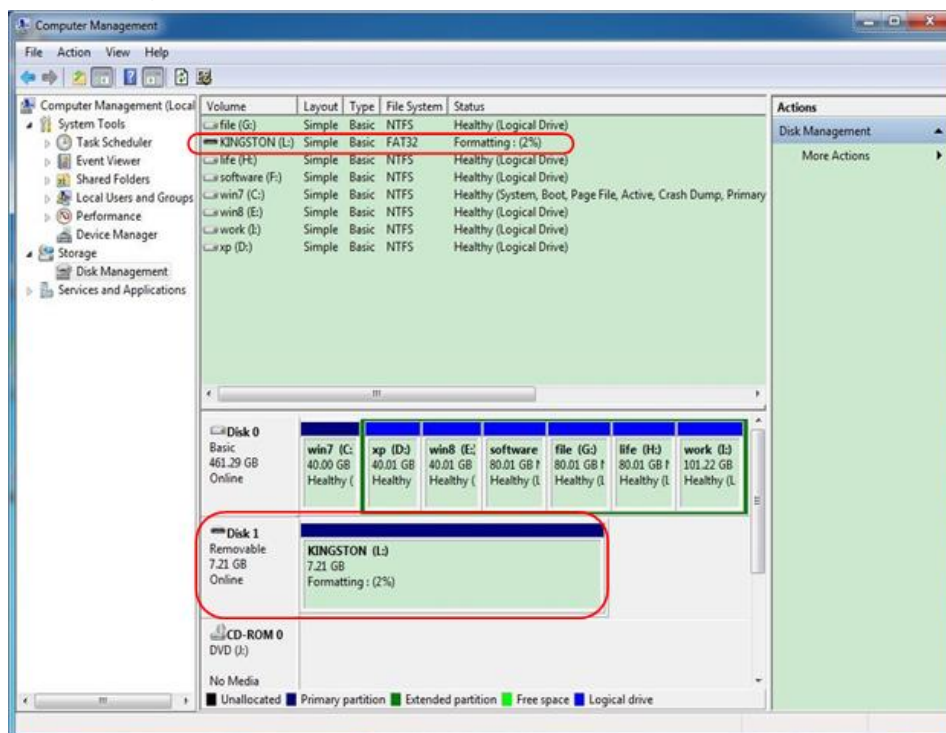 Computer Management
File Action View Help
Computer Management (Local
System Tools
Task Scheduler
Event Viewer
Shared Folders
Local Users and Groups
Performance
Device Manager
Storage
Disk Management
Services and Applications
Volume Layout Type File System Status
file (G:) Simple Basic NTFS Healthy (Logical Drive)
KINGSTON (L:) Simple Basic FAT32 Formatting : (2%)
life (H:) Simple Basic NTFS Healthy (Logical Drive)
software (F:) Simple Basic NTFS Healthy (Logical Drive)
win7 (C:) Simple Basic NTFS Healthy (System, Boot, Page File, Active, Crash Dump, Primary
win8 (E:) Simple Basic NTFS Healthy (Logical Drive)
work (I:) Simple Basic NTFS Healthy (Logical Drive)
xp (D:) Simple Basic NTFS Healthy (Logical Drive)
Actions
Disk Management
More Actions
Disk 0
Basic
461.29 GB
Online
win7 (C:
40.00 GB
Healthy (
xp (D:)
40.01 GB
Healthy
win8 (E:
40.01 GB
Healthy (
software
80.01 GB N
Healthy (L
file (G:)
80.01 GB N
Healthy (L
life (H:)
80.01 GB N
Healthy (L
work (I:)
101.22 GB
Healthy (L
Disk 1
Removable
7.21 GB
Online
KINGSTON (L:)
7.21 GB
Formatting : (2%)
CD-ROM 0
DVD (J:)
No Media
Unallocated Primary partition Extended partition Free space Logical drive